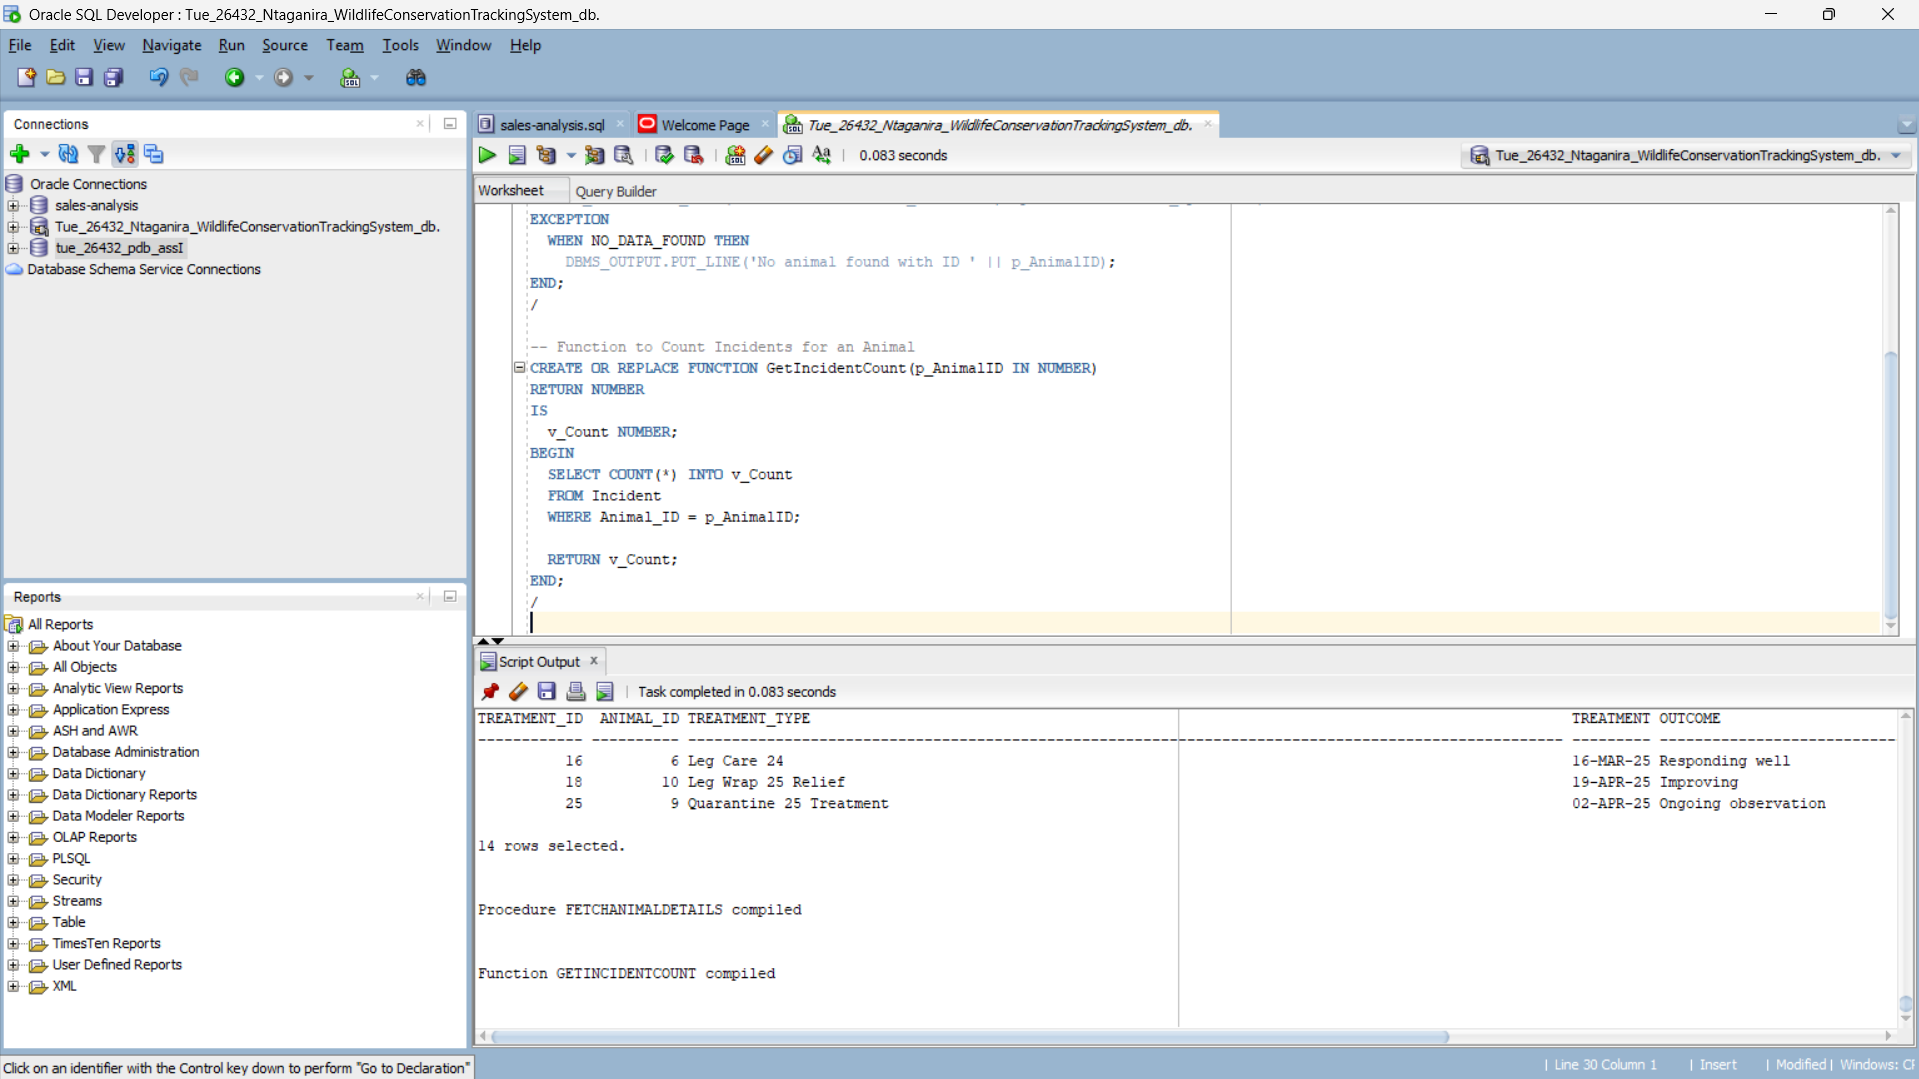 Oracle SQL Developer : Tue_26432_Ntaganira_WildlifeConservationTrackingSystem_db.
File Edit View Navigate Run Source Team Tools Window Help
Connections
Oracle Connections
sales-analysis
Tue_26432_Ntaganira_WildlifeConservationTrackingSystem_db.
tue_26432_pdb_assI
Database Schema Service Connections
Reports
All Reports
About Your Database
All Objects
Analytic View Reports
Application Express
ASH and AWR
Database Administration
Data Dictionary
Data Dictionary Reports
Data Modeler Reports
OLAP Reports
PLSQL
Security
Streams
Table
TimesTen Reports
User Defined Reports
XML
sales-analysis.sql Welcome Page Tue_26432_Ntaganira_WildlifeConservationTrackingSystem_db.
0.083 seconds Tue_26432_Ntaganira_WildlifeConservationTrackingSystem_db.
Worksheet Query Builder
EXCEPTION
WHEN NO_DATA_FOUND THEN
DBMS_OUTPUT.PUT_LINE('No animal found with ID ' || p_AnimalID);
END;
/
-- Function to Count Incidents for an Animal
CREATE OR REPLACE FUNCTION GetIncidentCount(p_AnimalID IN NUMBER)
RETURN NUMBER
IS
v_Count NUMBER;
BEGIN
SELECT COUNT(*) INTO v_Count
FROM Incident
WHERE Animal_ID = p_AnimalID;
RETURN v_Count;
END;
/
Script Output
Task completed in 0.083 seconds
TREATMENT_ID ANIMAL_ID TREATMENT_TYPE TREATMENT OUTCOME
16 6 Leg Care 24 16-MAR-25 Responding well
18 10 Leg Wrap 25 Relief 19-APR-25 Improving
25 9 Quarantine 25 Treatment 02-APR-25 Ongoing observation
14 rows selected.
Procedure FETCHANIMALDETAILS compiled
Function GETINCIDENTCOUNT compiled
Click on an identifier with the Control key down to perform "Go to Declaration"
Line 30 Column 1 | Insert | Modified | Windows: